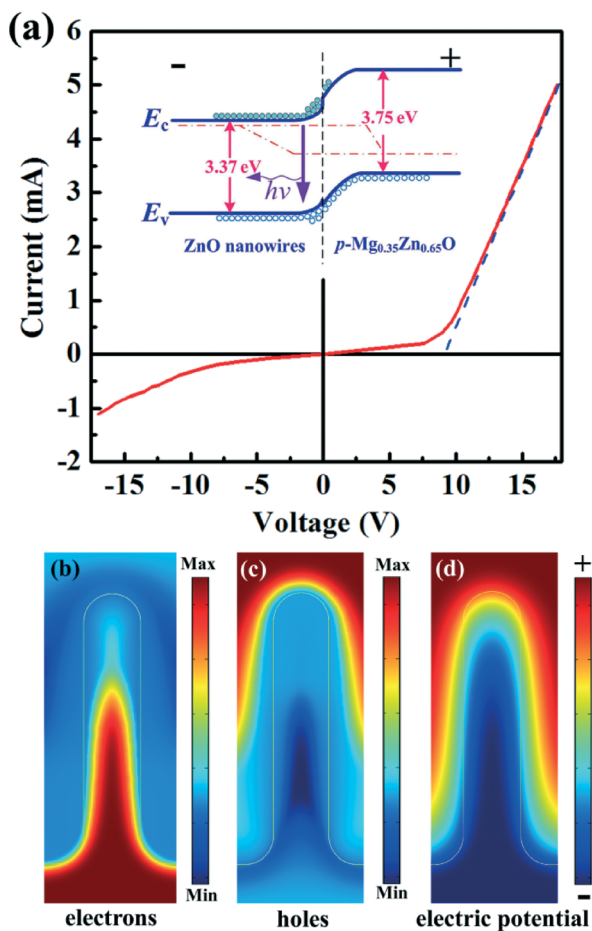 (a)
6
5
4
3
2
1
0
-1
-2
Current (mA)
- +
Ec
3.37 eV
3.75 eV
hν
Ev
ZnO nanowires
p-Mg0.35Zn0.65O
-15 -10 -5 0 5 10 15
Voltage (V)
(b) Max
Min
electrons
(c) Max
Min
holes
(d) +
-
electric potential